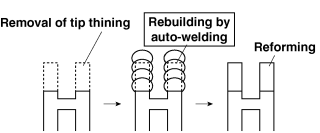 Removal of tip thining
Rebuilding by
auto-welding
Reforming